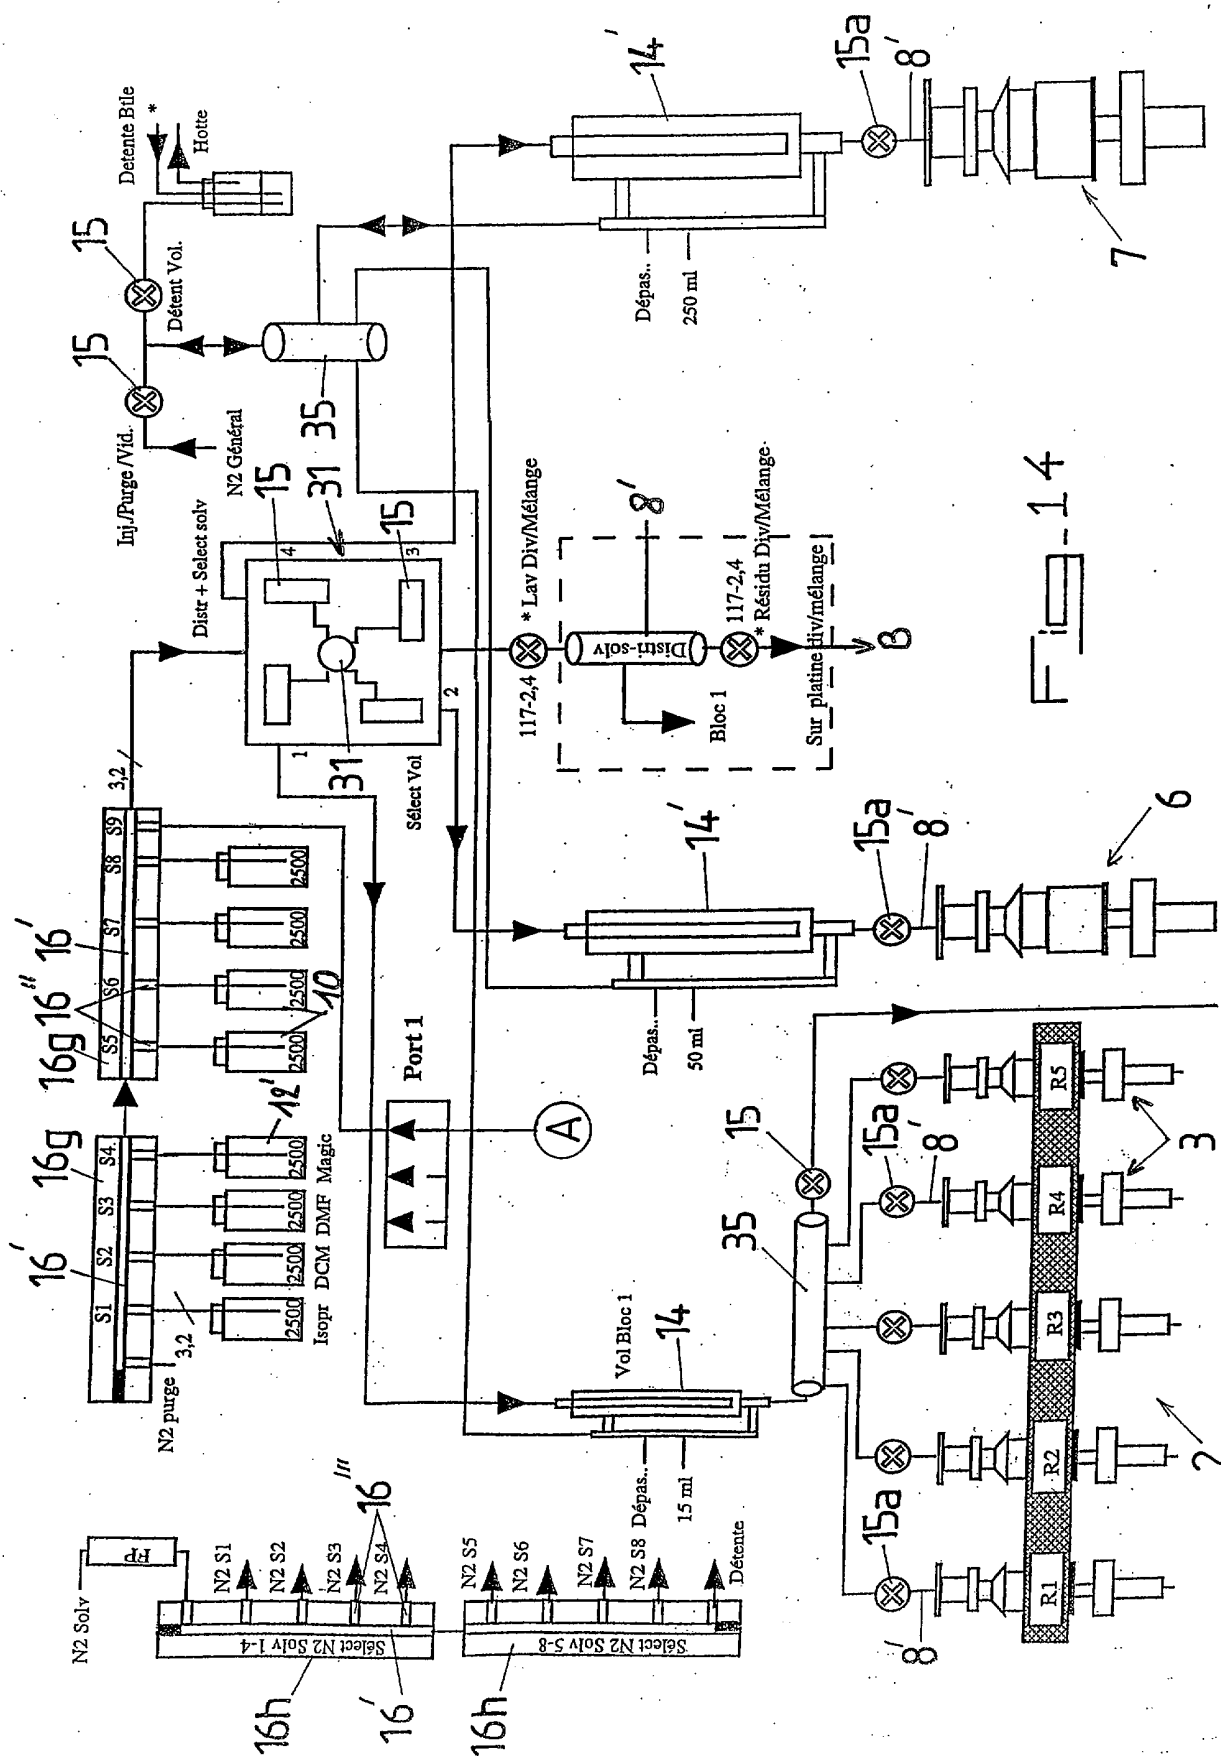 Detente Btle
*
Hotte
15
15
Détent Vol.
Inj./Purge/Vid.
N2 Général
35
14'
15a
8'
7
Dépas..
250 ml
Distr + Select solv
15
31
15
4
3
1
2
31
Sélect Vol
3,2
117-2,4
* Lav Div/Mélange
8'
Distri-solv
117-2,4
* Résidu Div/Mélange
Bloc 1
Sur platine div/mélange
B
Fig-14
16g
16"
16'
S5
S6
S7
S8
S9
2500
2500
2500
2500
10
16'
16g
S1
S2
S3
S4
12'
2500
2500
2500
2500
Isopr
DCM
DMF
Magic
3,2
N2 purge
Port 1
A
14'
15a
8'
6
Dépas..
50 ml
15
35
Vol Bloc 1
14
Dépas..
15 ml
15a
8'
15a
8'
R1
R2
R3
R4
R5
3
2
N2 Solv
RP
N2 S1
N2 S2
N2 S3
N2 S4
16'''
Sélect N2 Solv 1-4
16h
16'
N2 S5
N2 S6
N2 S7
N2 S8
Détente
Sélect N2 Solv 5-8
16h